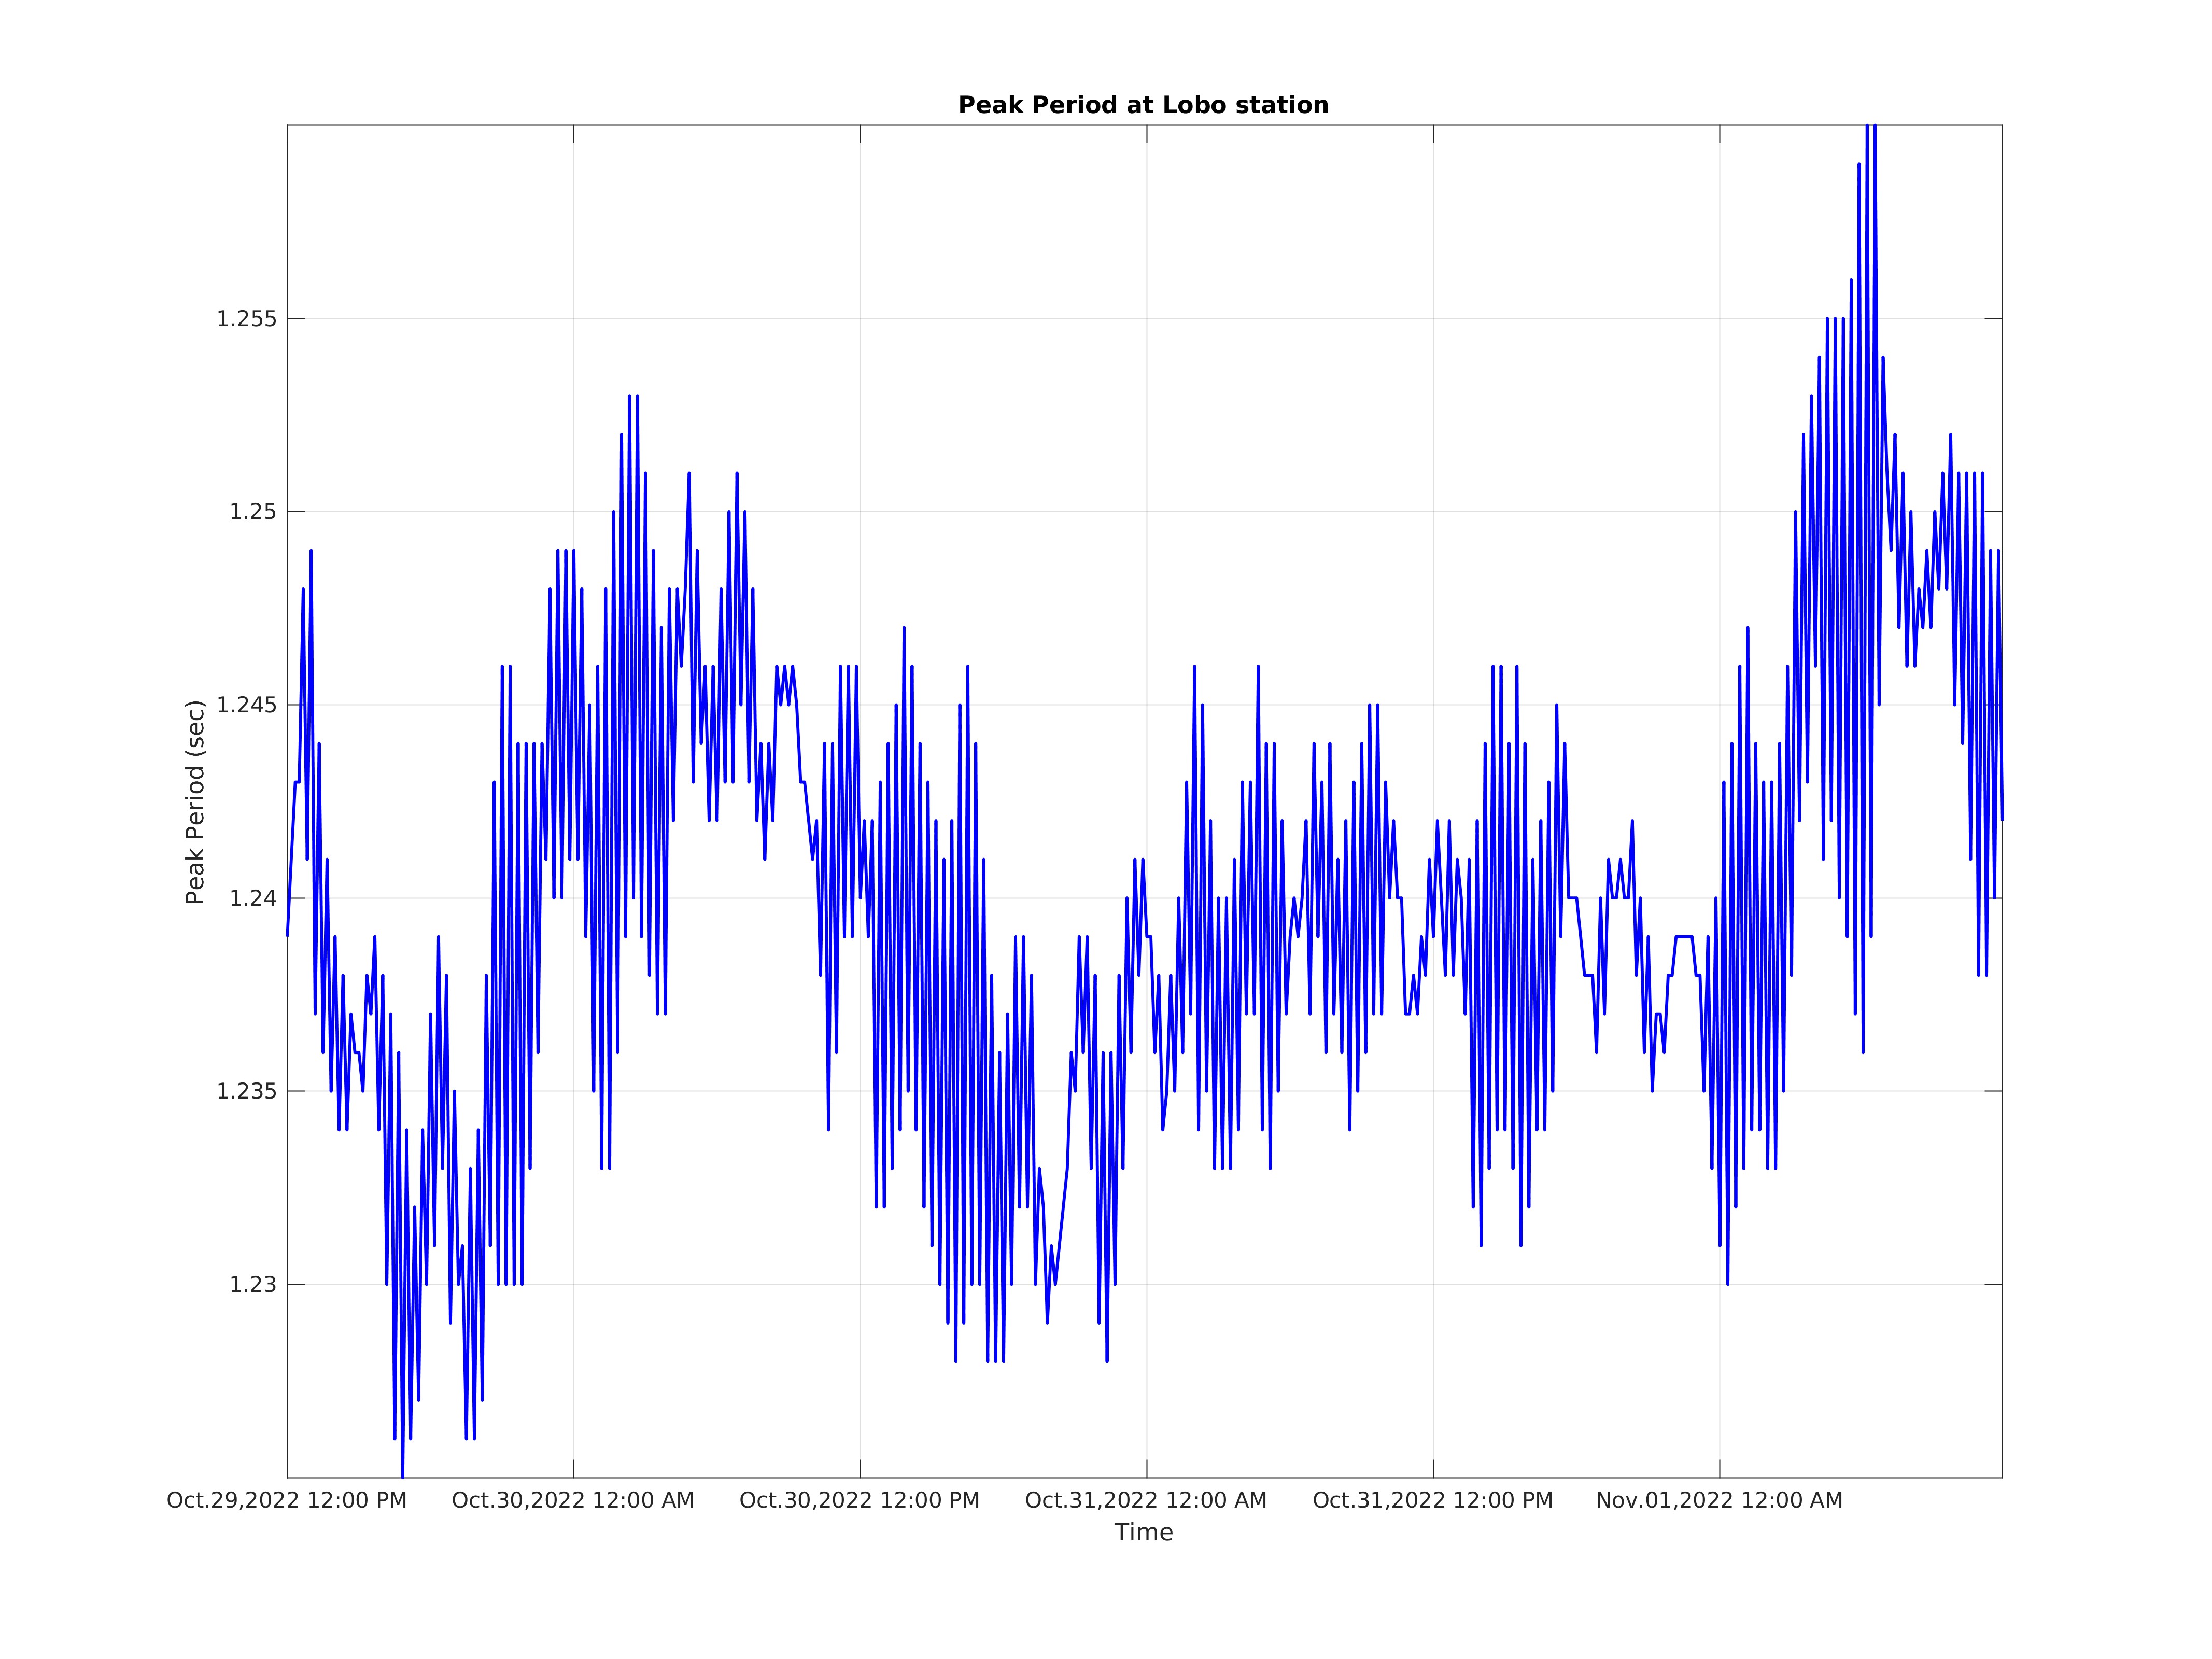 Peak Period at Lobo station
Peak Period (sec)
1.255
1.25
1.245
1.24
1.235
1.23
Oct.29,2022 12:00 PM
Oct.30,2022 12:00 AM
Oct.30,2022 12:00 PM
Oct.31,2022 12:00 AM
Oct.31,2022 12:00 PM
Nov.01,2022 12:00 AM
Time